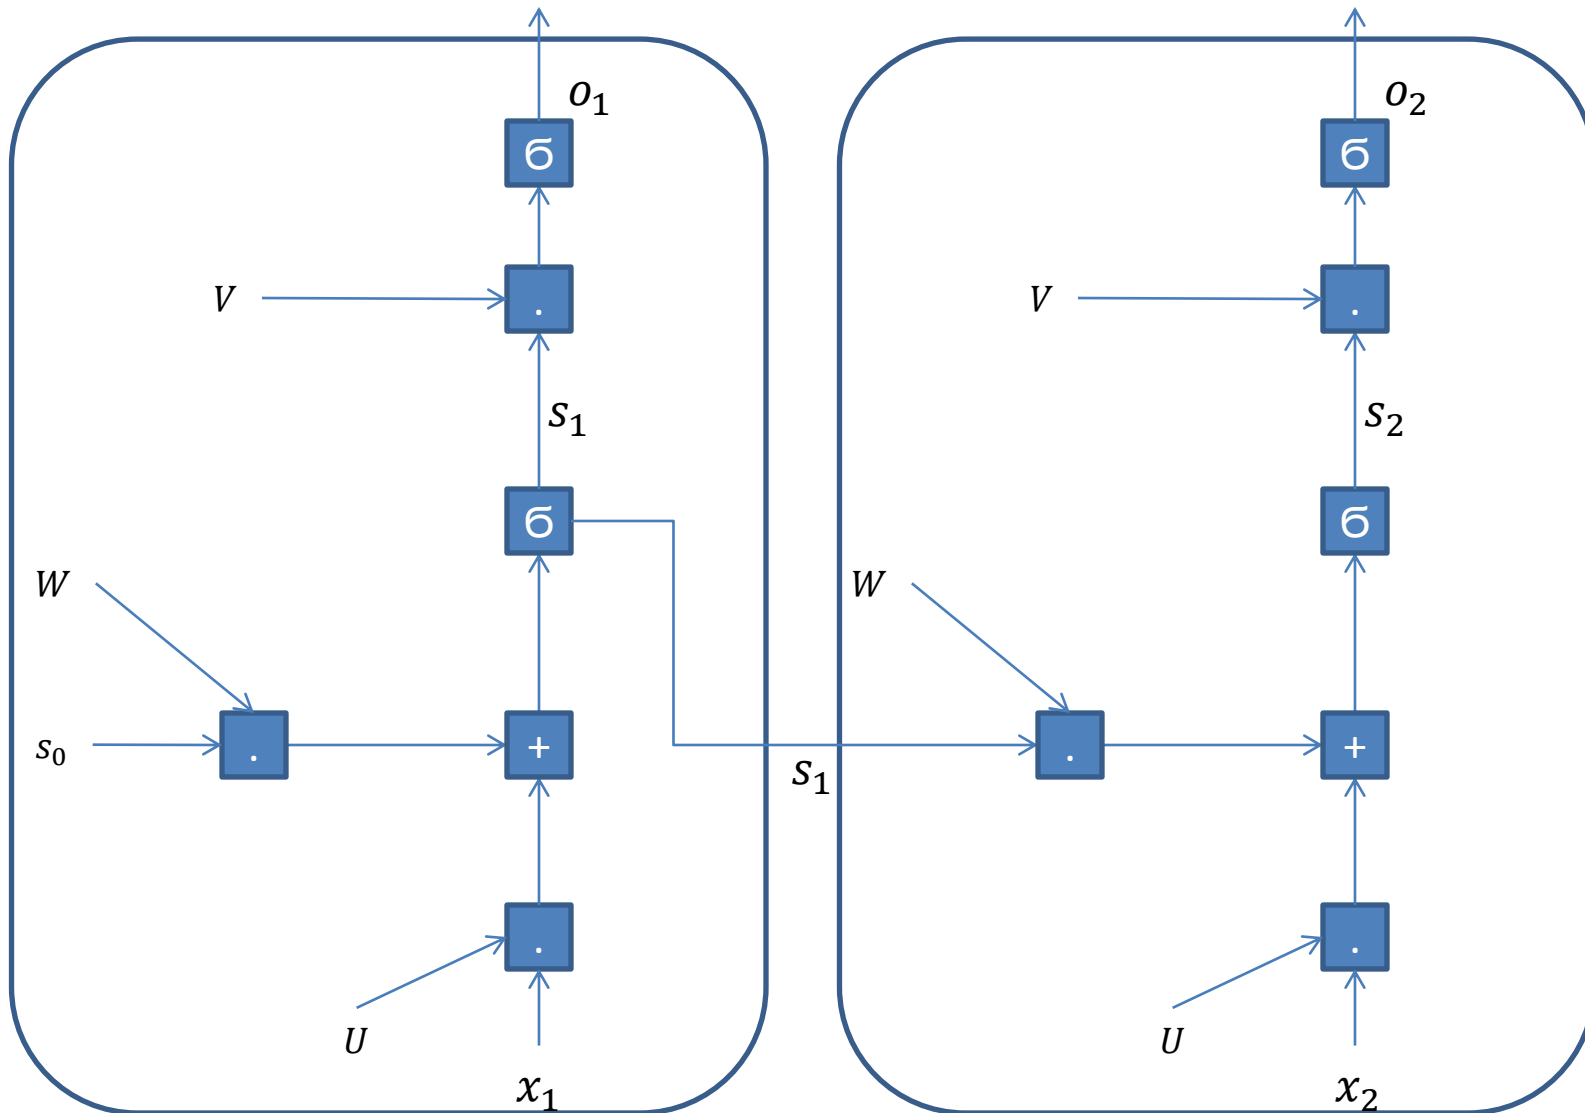 o₁ o₂
б б
V . V .
s₁ s₂
б б
W W
s₀ . + . +
s₁
. .
U U
x₁ x₂